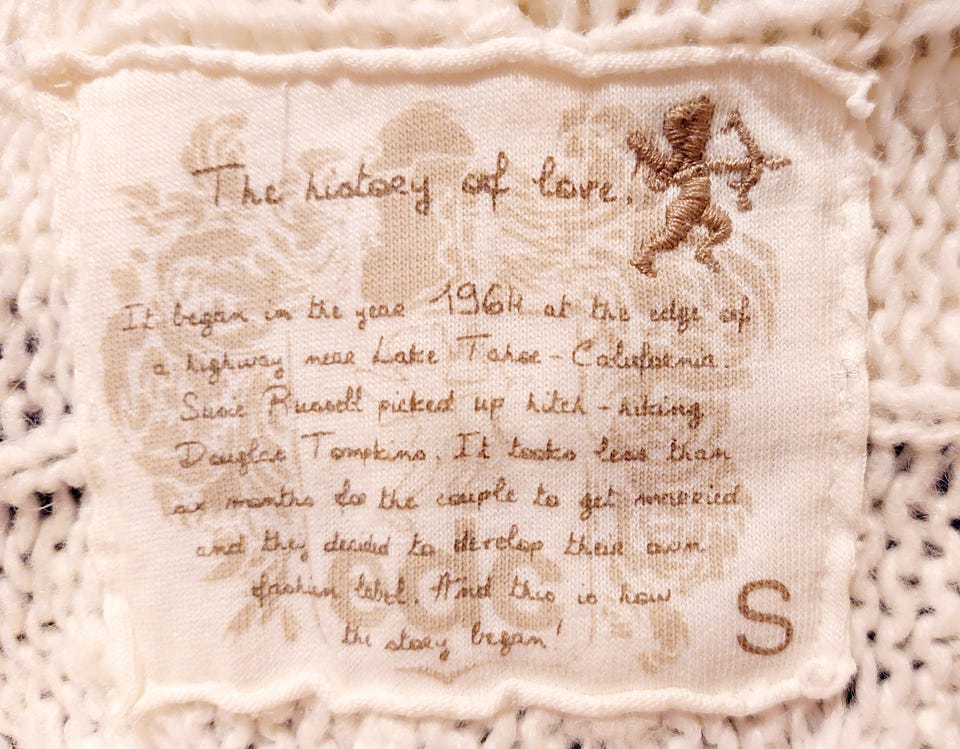 The history of love!
It began in the year 1964 at the edge of
a highway near Lake Tahoe - California.
Susie Russell picked up hitch - hiking
Douglas Tompkins. It tooks less than
six months for the couple to get married
and they decided to develop their own
fashion label. And this is how
the story began!
S